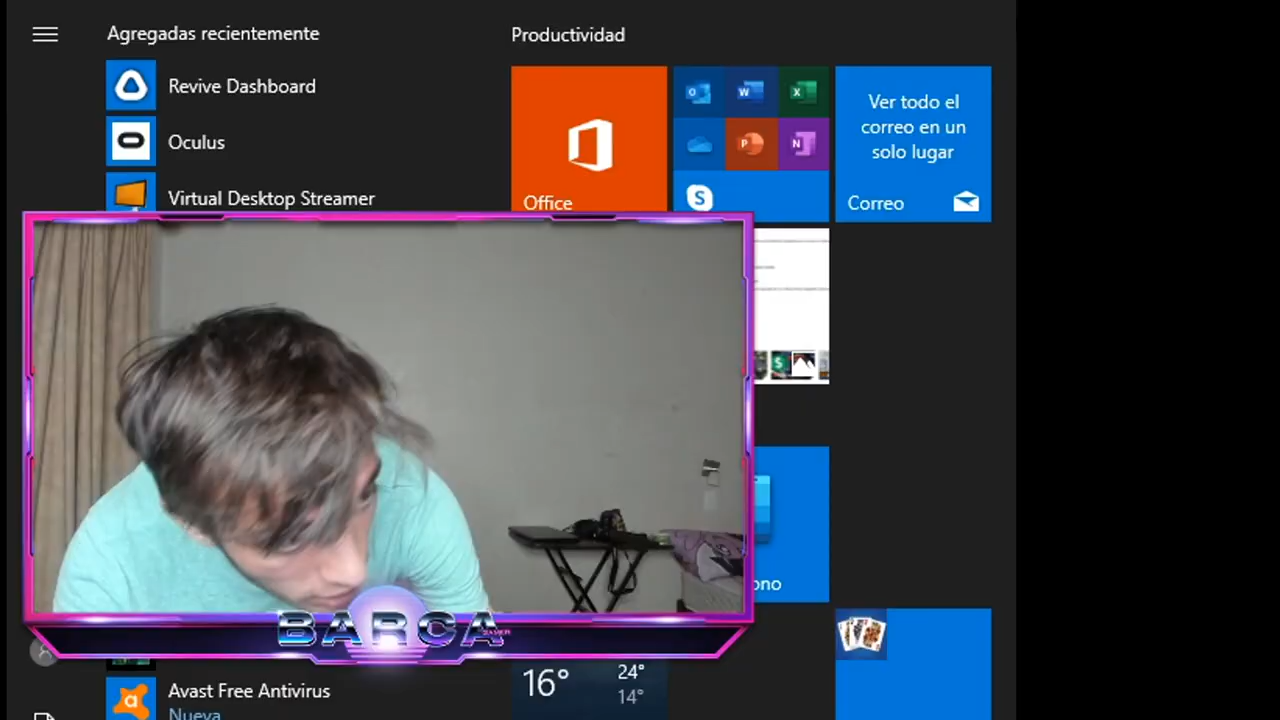 Agregadas recientemente
Productividad
Revive Dashboard
Oculus
Virtual Desktop Streamer
Office
Ver todo el
correo en un
solo lugar
Correo
ono
BARCA
GAMER
Avast Free Antivirus
Nueva
16°
24°
14°